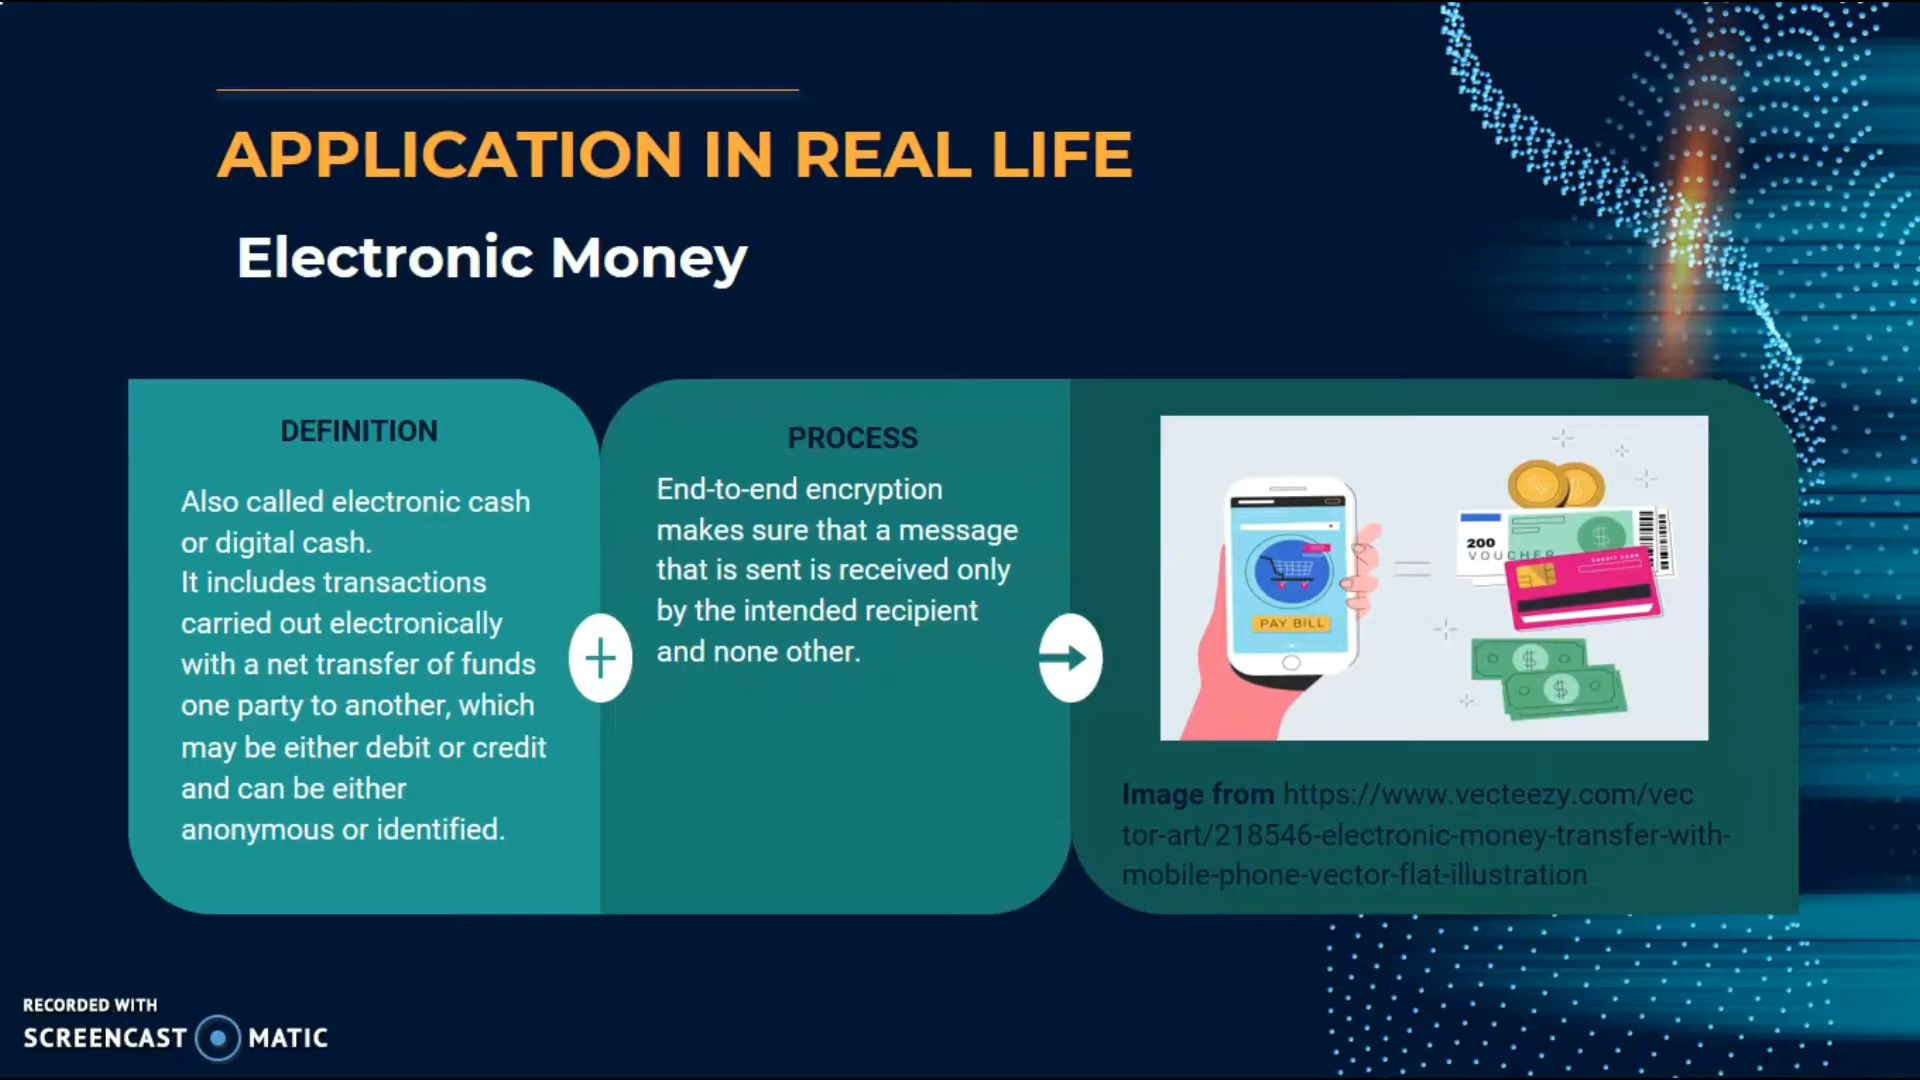 APPLICATION IN REAL LIFE
Electronic Money
DEFINITION
Also called electronic cash
or digital cash.
It includes transactions
carried out electronically
with a net transfer of funds
one party to another, which
may be either debit or credit
and can be either
anonymous or identified.
PROCESS
End-to-end encryption
makes sure that a message
that is sent is received only
by the intended recipient
and none other.
PAY BILL
200
VOUCHER
CREDIT CARD
Image from https://www.vecteezy.com/vec
tor-art/218546-electronic-money-transfer-with-
mobile-phone-vector-flat-illustration
RECORDED WITH
SCREENCAST MATIC